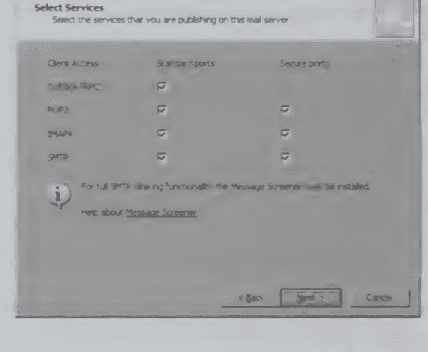 Select Services
Select the services that you are publishing on this mail server
Client Access Standard ports Secure ports
Outlook (RPC)
POP3
IMAP4
SMTP
For full SMTP filtering functionality the Message Screener must be installed.
Help about Message Screener
< Back Next > Cancel